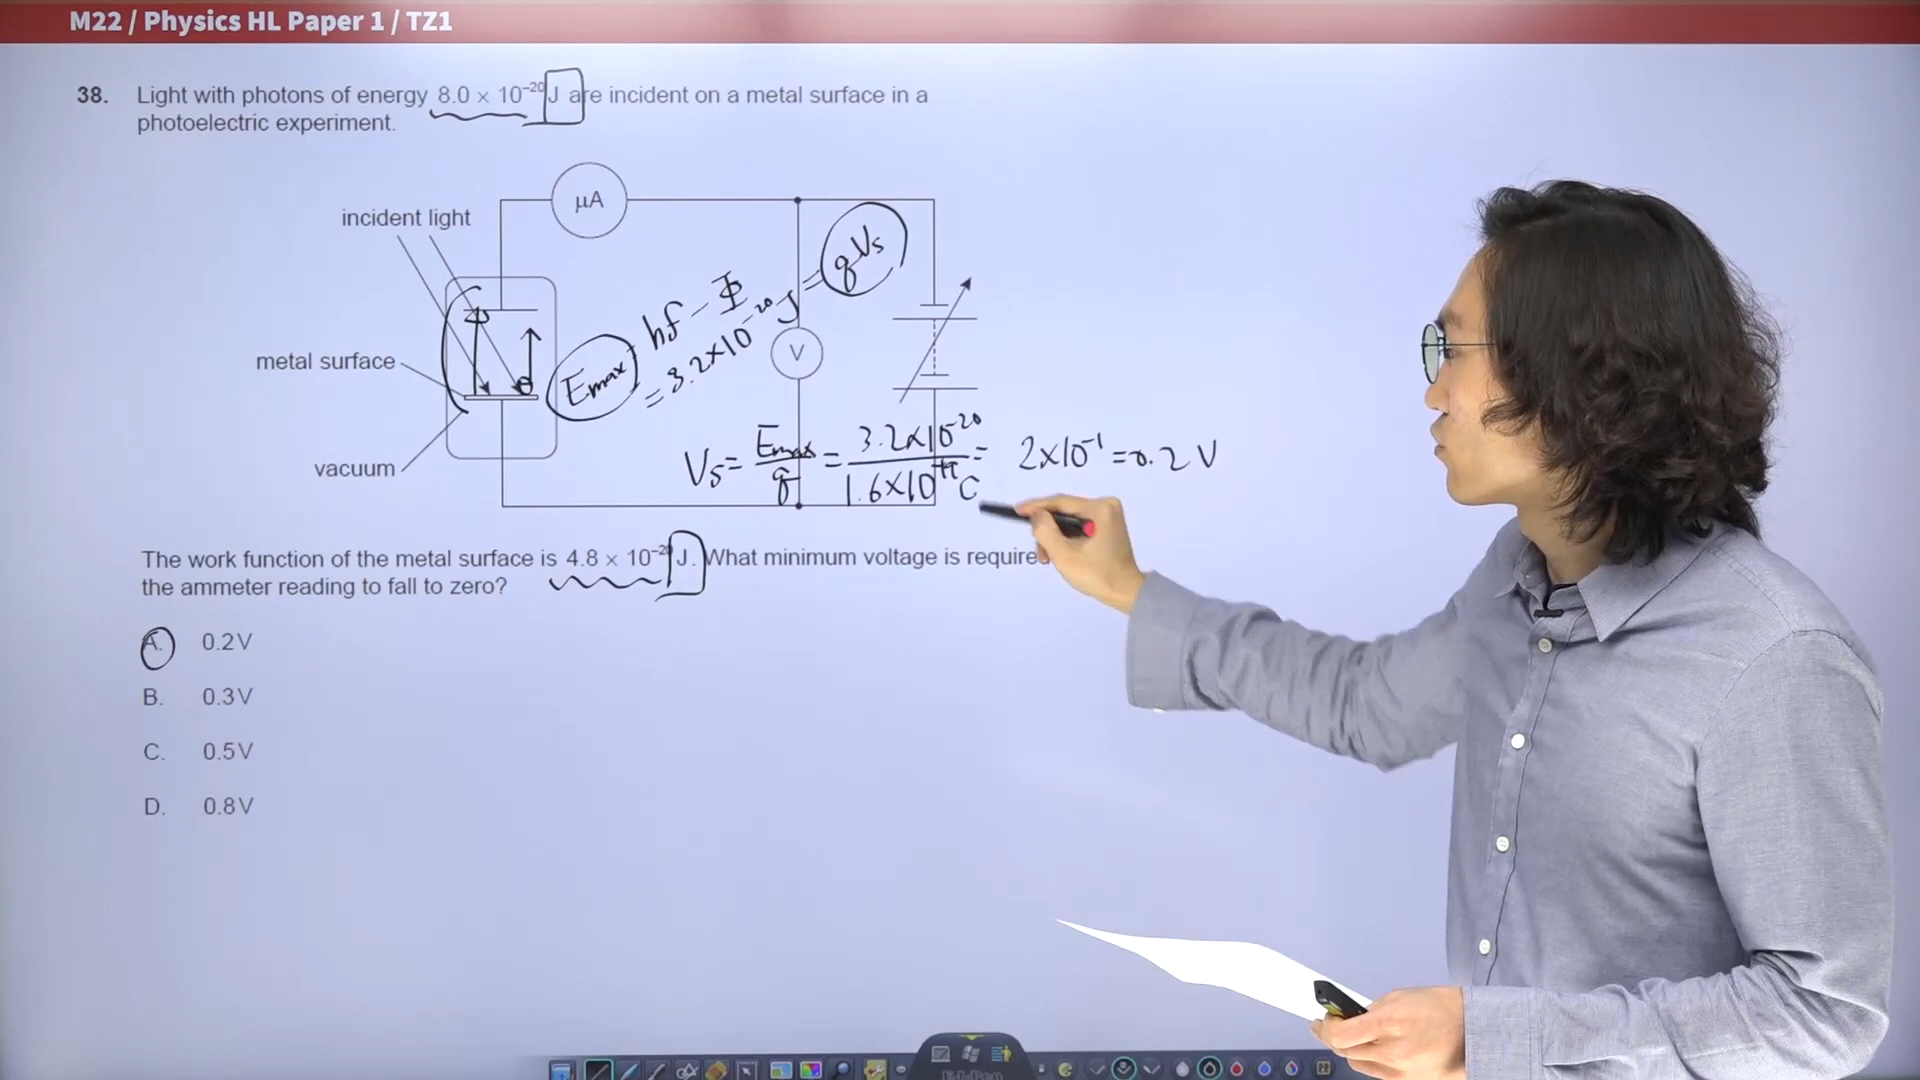 M22 / Physics HL Paper 1 / TZ1
38. Light with photons of energy 8.0 × 10⁻²⁰ J are incident on a metal surface in a
photoelectric experiment.
μA
incident light
qVs
Emax = hf − Φ
= 3.2×10⁻²⁰ J =
V
metal surface
vacuum
Vs = Emax/q = 3.2×10⁻²⁰/1.6×10⁻¹⁹ C = 2×10⁻¹ = 0.2 V
The work function of the metal surface is 4.8 × 10⁻²⁰ J. What minimum voltage is require
the ammeter reading to fall to zero?
A. 0.2V
B. 0.3V
C. 0.5V
D. 0.8V